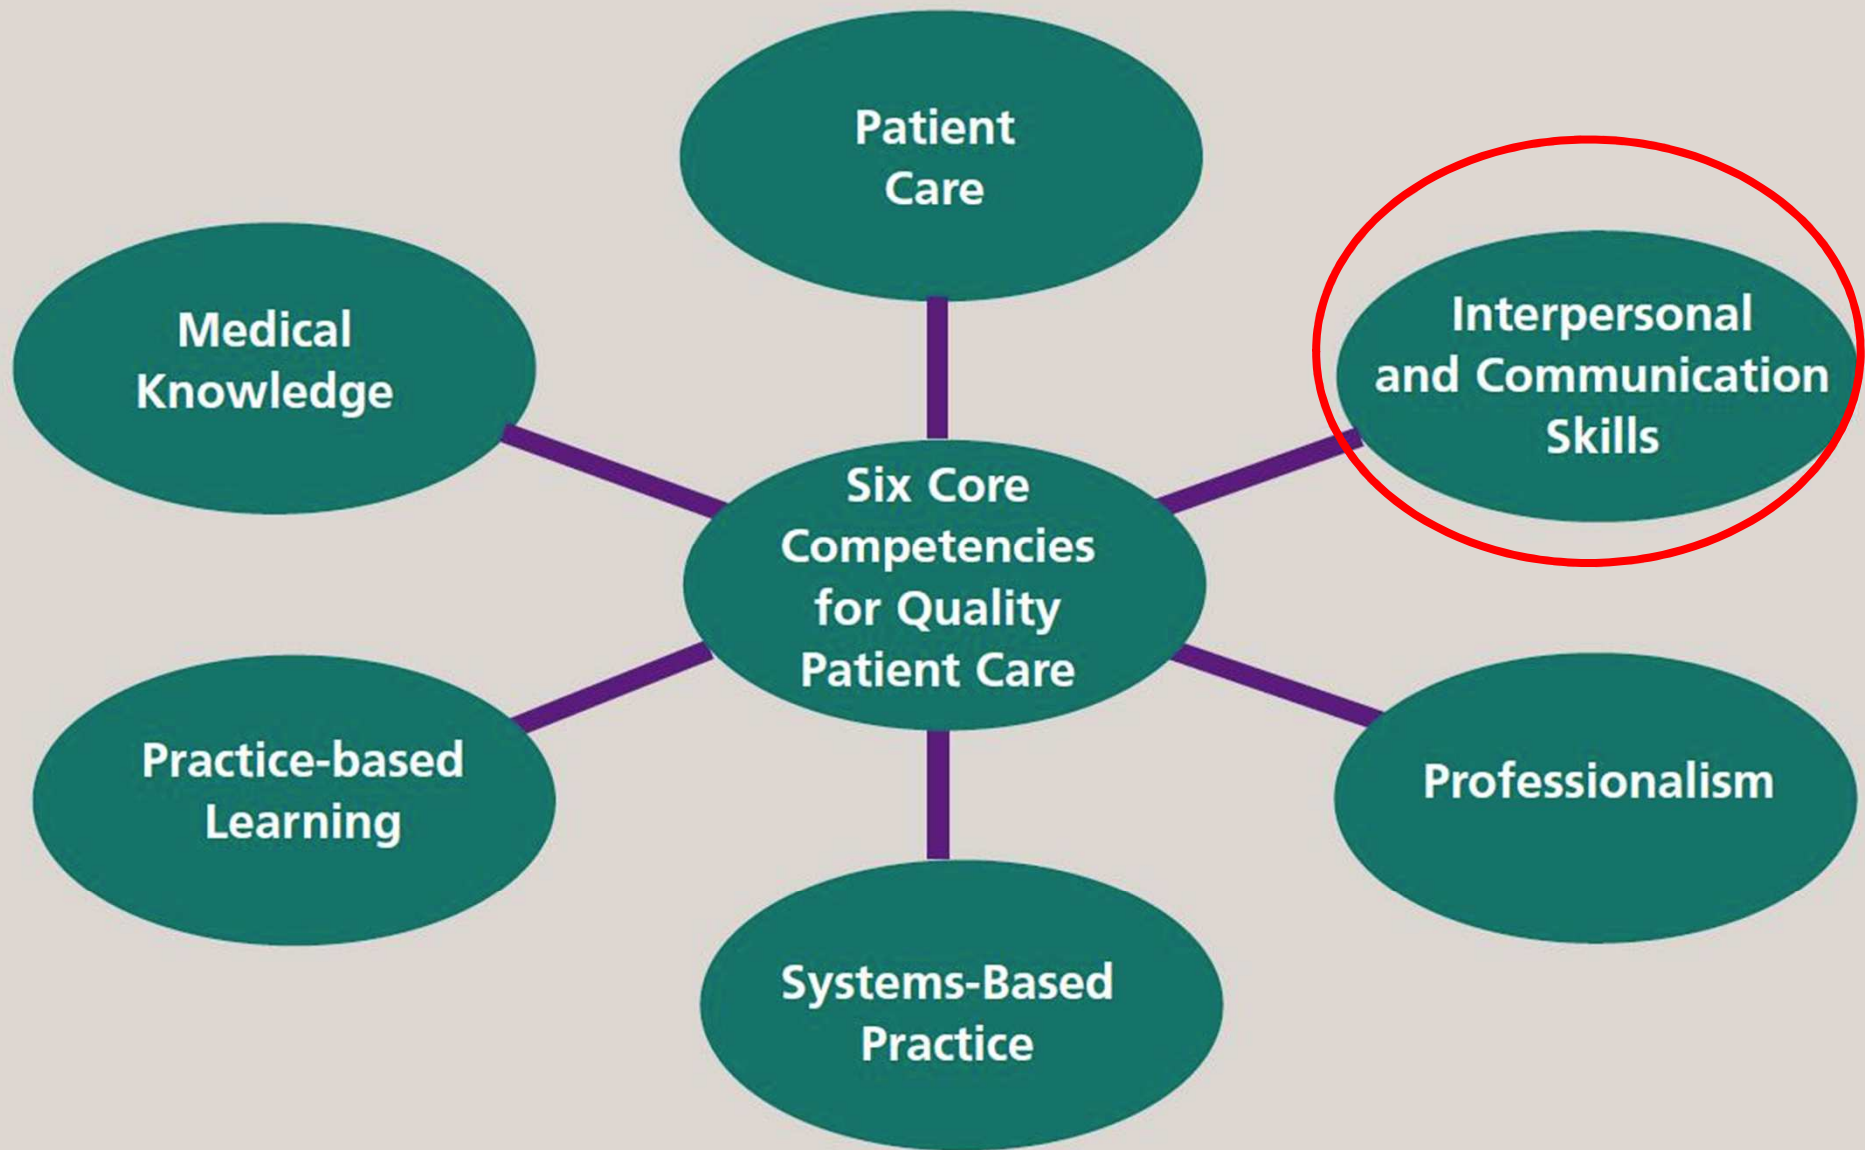 Patient
Care
Medical
Knowledge
Interpersonal
and Communication
Skills
Six Core
Competencies
for Quality
Patient Care
Practice-based
Learning
Professionalism
Systems-Based
Practice